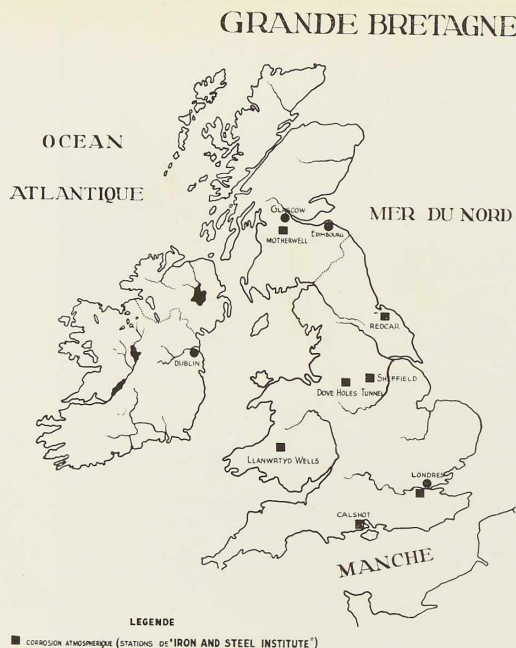 GRANDE BRETAGNE
OCEAN
ATLANTIQUE
MER DU NORD
GLASGOW
EDIMBOURG
MOTHERWELL
REDCAR
DUBLIN
SHEFFIELD
DOVE HOLES TUNNEL
LLANWRTYD WELLS
LONDRES
CALSHOT
MANCHE
LEGENDE
CORROSION ATMOSPHERIQUE (STATIONS DE "IRON AND STEEL INSTITUTE")